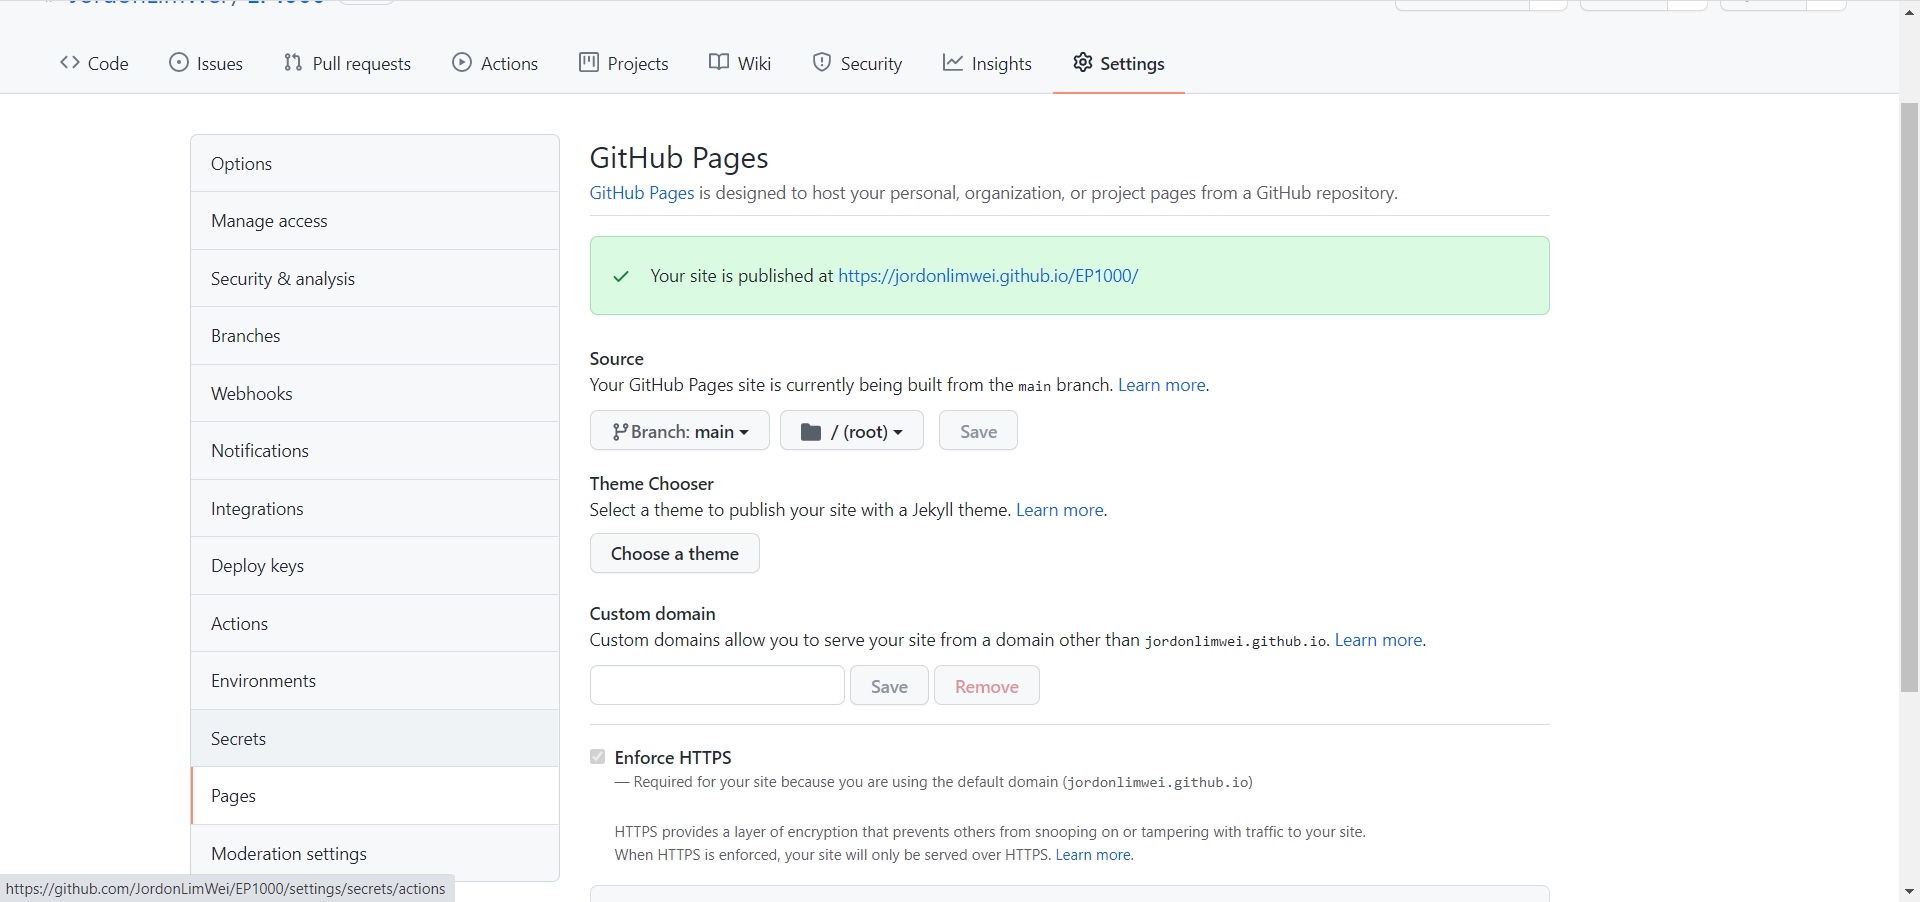 Code Issues Pull requests Actions Projects Wiki Security Insights Settings
Options
Manage access
Security & analysis
Branches
Webhooks
Notifications
Integrations
Deploy keys
Actions
Environments
Secrets
Pages
Moderation settings
GitHub Pages
GitHub Pages is designed to host your personal, organization, or project pages from a GitHub repository.
Your site is published at https://jordonlimwei.github.io/EP1000/
Source
Your GitHub Pages site is currently being built from the main branch. Learn more.
Branch: main / (root) Save
Theme Chooser
Select a theme to publish your site with a Jekyll theme. Learn more.
Choose a theme
Custom domain
Custom domains allow you to serve your site from a domain other than jordonlimwei.github.io. Learn more.
Save Remove
Enforce HTTPS
— Required for your site because you are using the default domain (jordonlimwei.github.io)
HTTPS provides a layer of encryption that prevents others from snooping on or tampering with traffic to your site.
When HTTPS is enforced, your site will only be served over HTTPS. Learn more.
https://github.com/JordonLimWei/EP1000/settings/secrets/actions